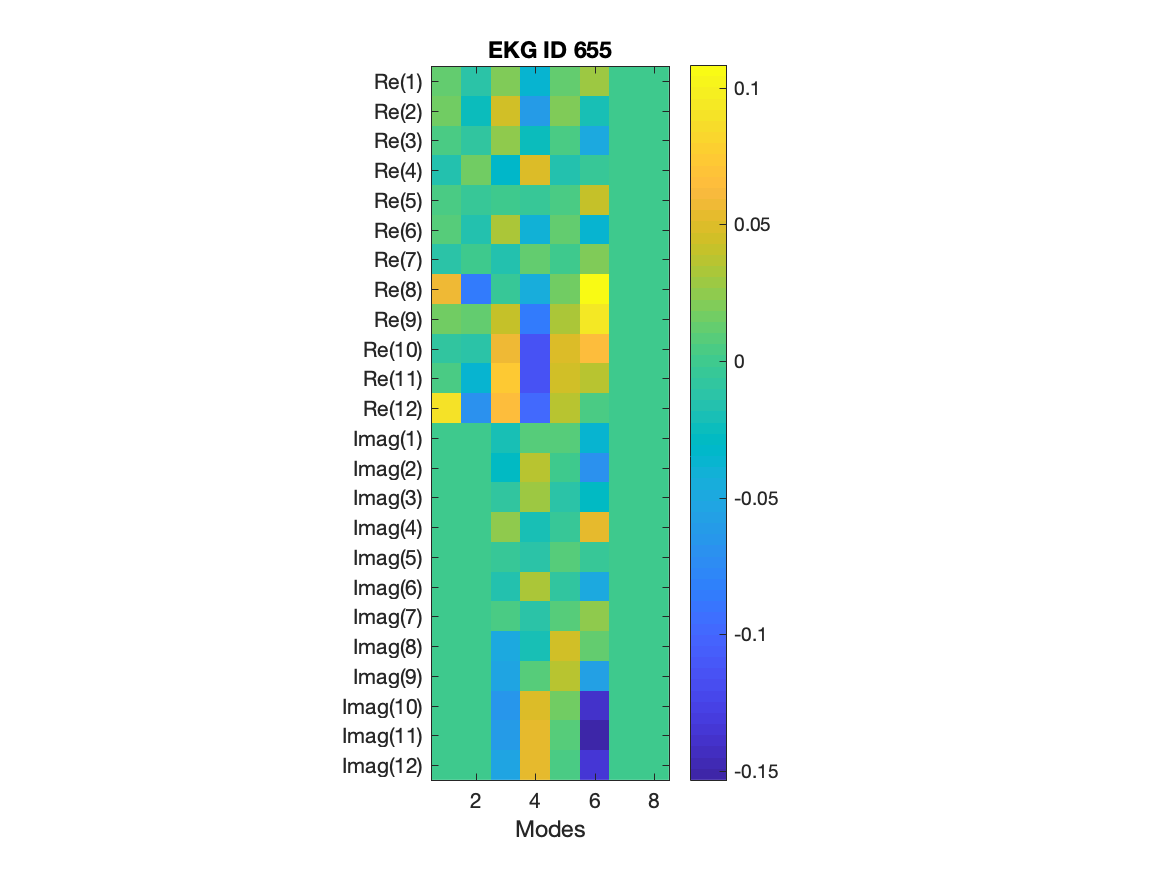 EKG ID 655
Re(1)
Re(2)
Re(3)
Re(4)
Re(5)
Re(6)
Re(7)
Re(8)
Re(9)
Re(10)
Re(11)
Re(12)
Imag(1)
Imag(2)
Imag(3)
Imag(4)
Imag(5)
Imag(6)
Imag(7)
Imag(8)
Imag(9)
Imag(10)
Imag(11)
Imag(12)
2 4 6 8
Modes
0.1
0.05
0
-0.05
-0.1
-0.15